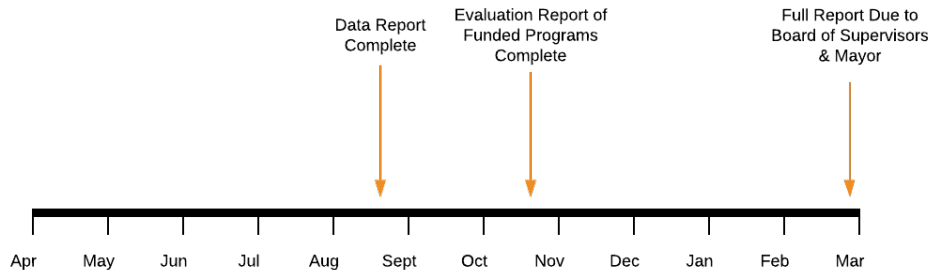 Data Report
Complete
Evaluation Report of
Funded Programs
Complete
Full Report Due to
Board of Supervisors
& Mayor
Apr May Jun Jul Aug Sept Oct Nov Dec Jan Feb Mar